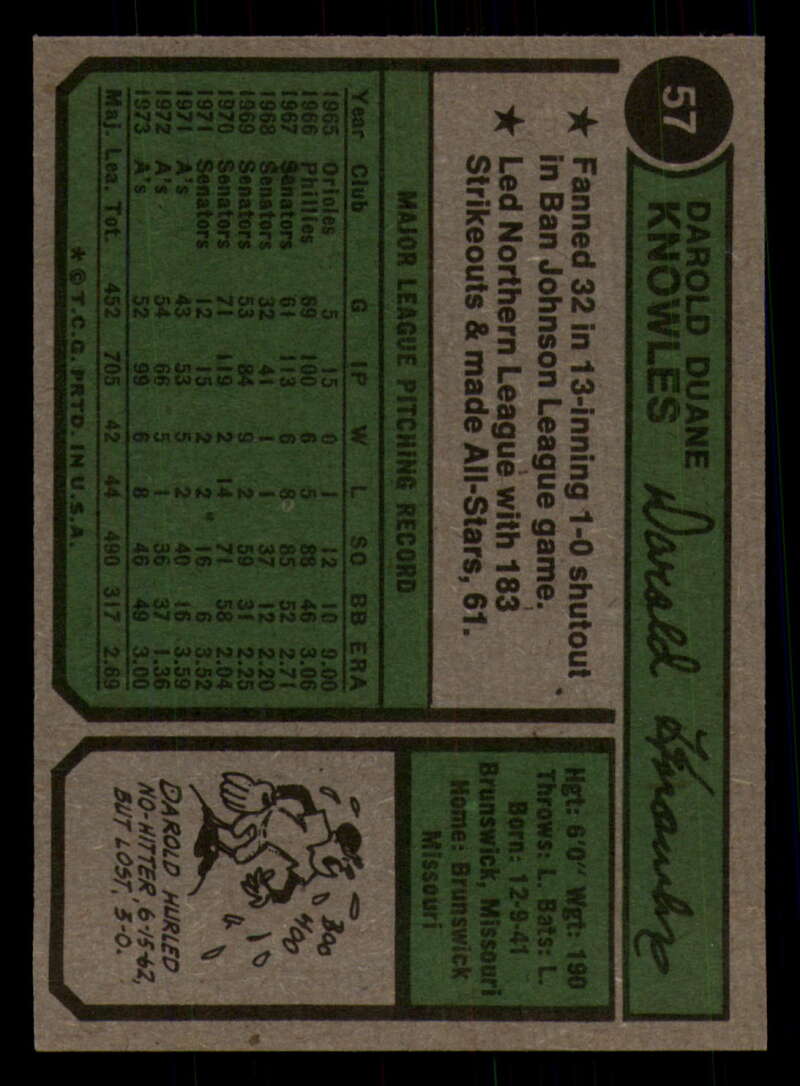 57
DAROLD DUANE
KNOWLES
Darold Knowles
★ Fanned 32 in 13-inning 1-0 shutout
in Ban Johnson League game.
★ Led Northern League with 183
Strikeouts & made All-Stars, 61.
MAJOR LEAGUE PITCHING RECORD
Year Club G IP W L SO BB ERA
1965 Orioles 5 15 0 1 12 10 9.00
1966 Phillies 69 100 6 5 88 46 3.06
1967 Senators 61 113 6 8 85 52 2.71
1968 Senators 32 41 1 1 37 12 2.20
1969 Senators 53 84 9 2 59 31 2.25
1970 Senators 71 119 2 14 71 58 2.04
1971 Senators 12 15 2 2 16 6 3.52
1971 A's 43 53 5 2 40 16 3.59
1972 A's 54 66 5 1 36 37 1.36
1973 A's 52 99 6 8 46 49 3.00
Maj. Lea. Tot. 452 705 42 44 490 317 2.89
* © T.C.G. PRTD. IN U.S.A.
Hgt: 6'0" Wgt: 190
Throws: L. Bats: L.
Born: 12-9-41
Brunswick, Missouri
Home: Brunswick
Missouri
BOO
HOO
DAROLD HURLED
NO-HITTER, 6-15-62,
BUT LOST, 3-0.